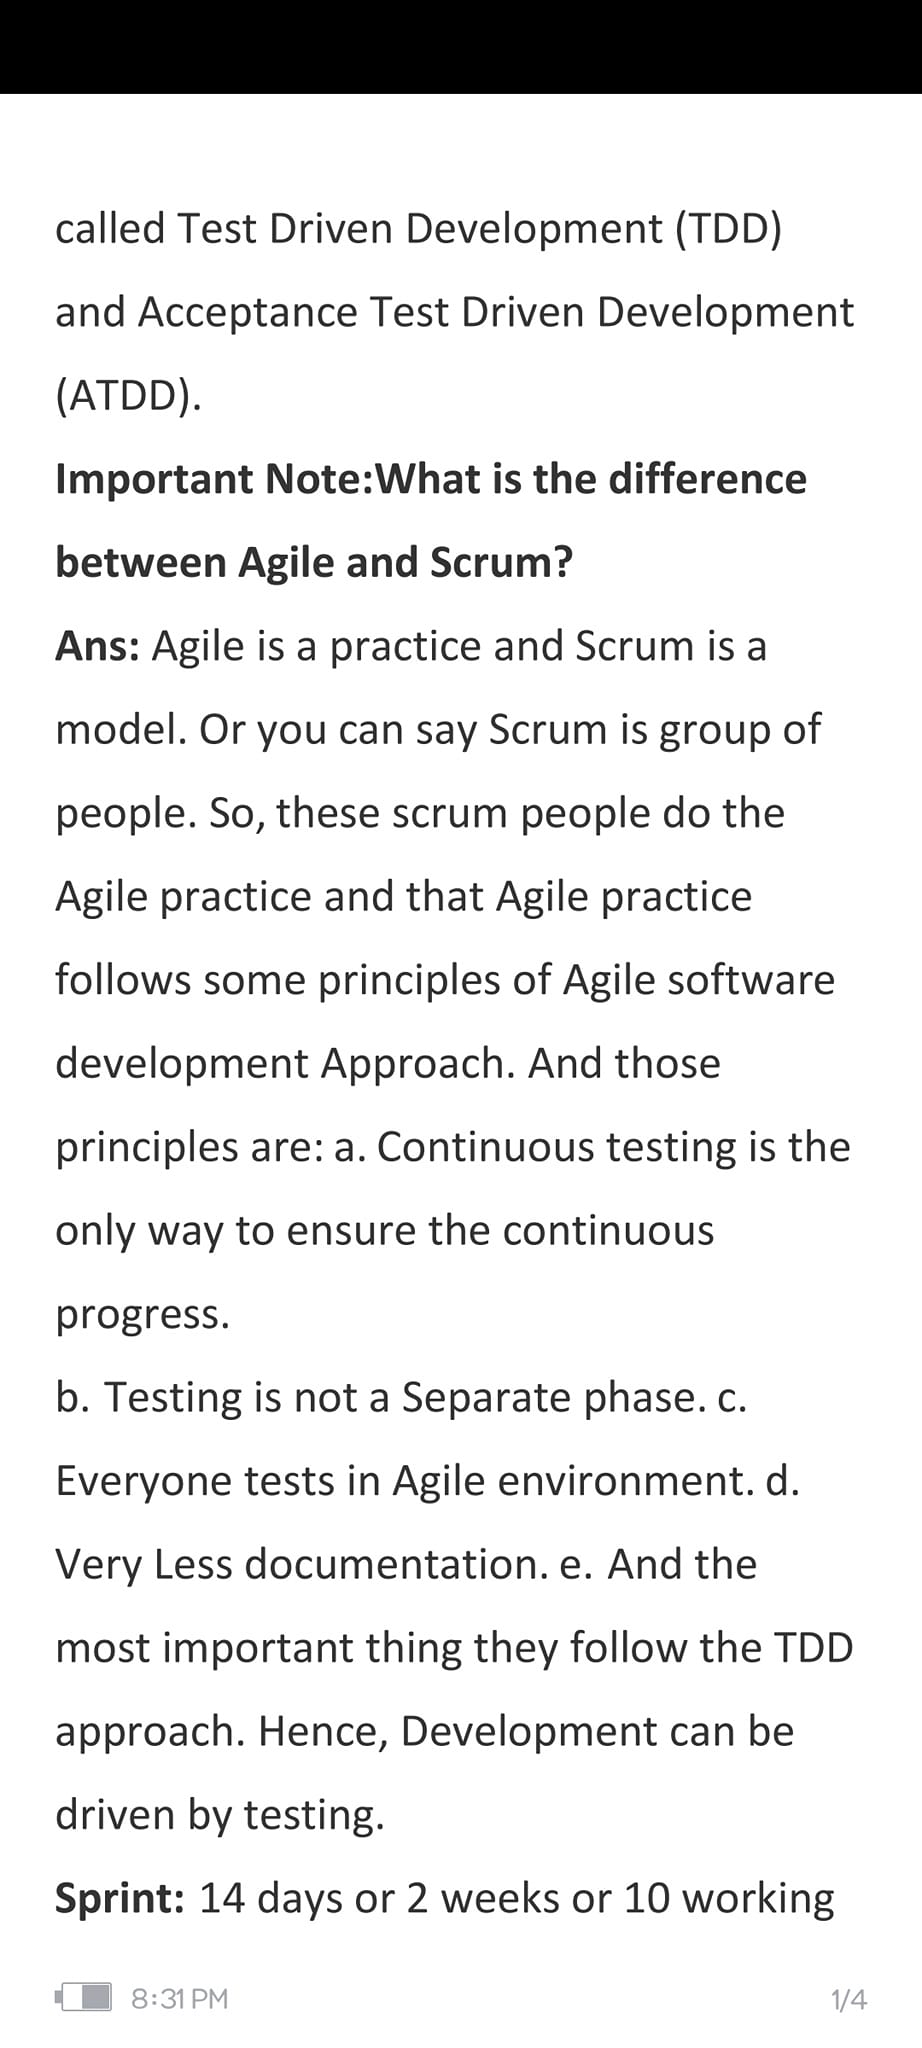 called Test Driven Development (TDD)
and Acceptance Test Driven Development
(ATDD).
Important Note:What is the difference
between Agile and Scrum?
Ans: Agile is a practice and Scrum is a
model. Or you can say Scrum is group of
people. So, these scrum people do the
Agile practice and that Agile practice
follows some principles of Agile software
development Approach. And those
principles are: a. Continuous testing is the
only way to ensure the continuous
progress.
b. Testing is not a Separate phase. c.
Everyone tests in Agile environment. d.
Very Less documentation. e. And the
most important thing they follow the TDD
approach. Hence, Development can be
driven by testing.
Sprint: 14 days or 2 weeks or 10 working
8:31 PM 1/4